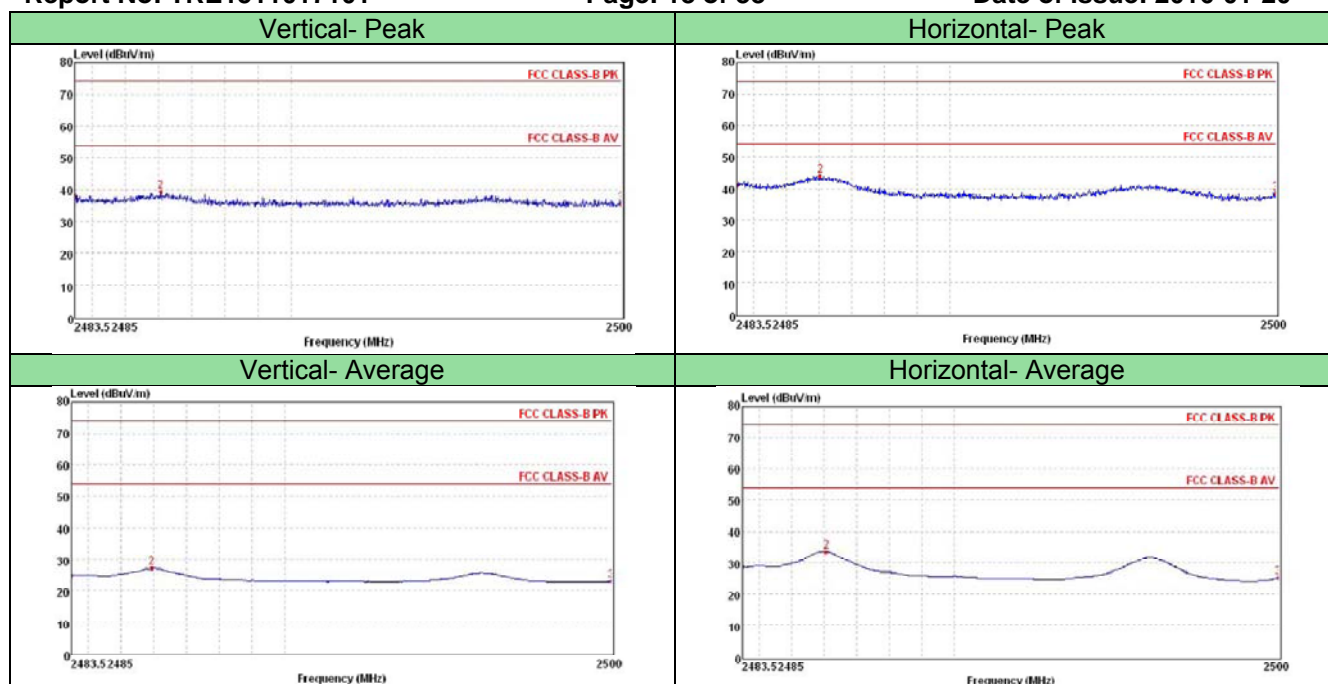 Vertical- Peak
Horizontal- Peak
Level (dBuV/m)
80
70
60
50
40
30
20
10
0
FCC CLASS-B PK
FCC CLASS-B AV
2
2483.5 2485
2500
Frequency (MHz)
Level (dBuV/m)
80
70
60
50
40
30
20
10
0
FCC CLASS-B PK
FCC CLASS-B AV
2
2483.5 2485
2500
Frequency (MHz)
Vertical- Average
Horizontal- Average
Level (dBuV/m)
80
70
60
50
40
30
20
10
0
FCC CLASS-B PK
FCC CLASS-B AV
2
2483.5 2485
2500
Frequency (MHz)
Level (dBuV/m)
80
70
60
50
40
30
20
10
0
FCC CLASS-B PK
FCC CLASS-B AV
2
2483.5 2485
2500
Frequency (MHz)